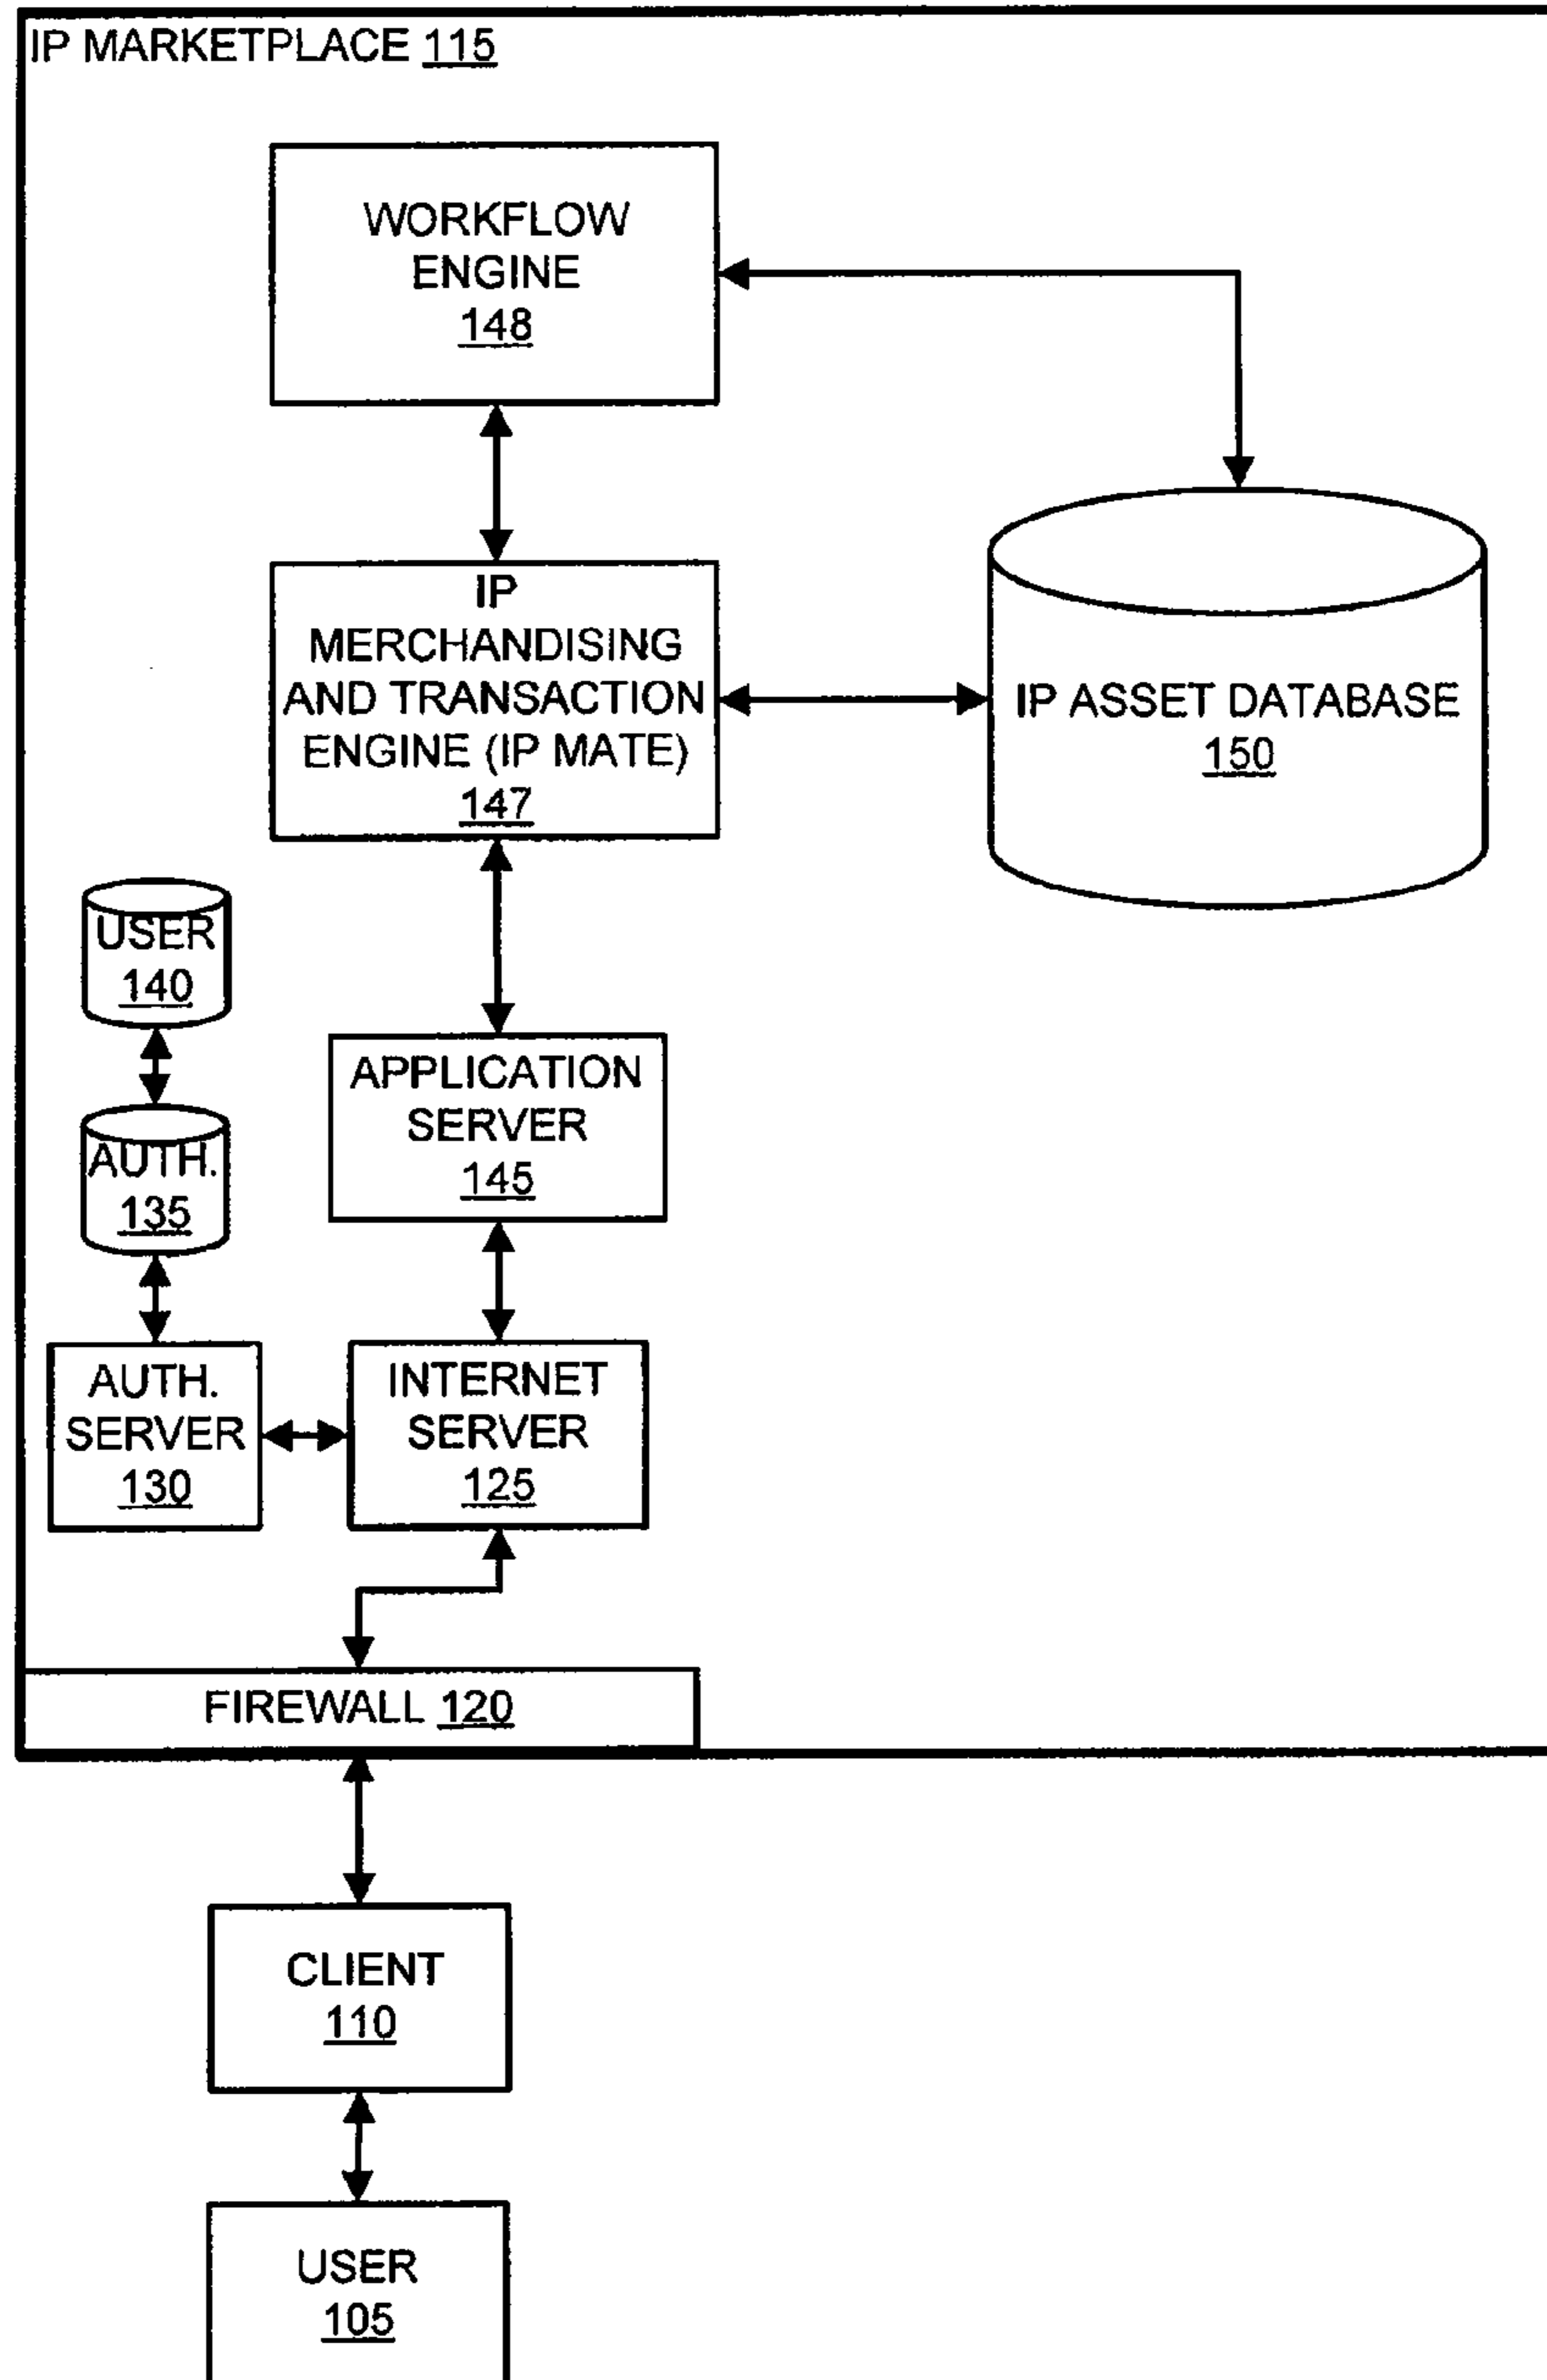 IP MARKETPLACE 115
WORKFLOW
ENGINE
148
IP
MERCHANDISING
AND TRANSACTION
ENGINE (IP MATE)
147
IP ASSET DATABASE
150
USER
140
AUTH.
135
APPLICATION
SERVER
145
AUTH.
SERVER
130
INTERNET
SERVER
125
FIREWALL 120
CLIENT
110
USER
105